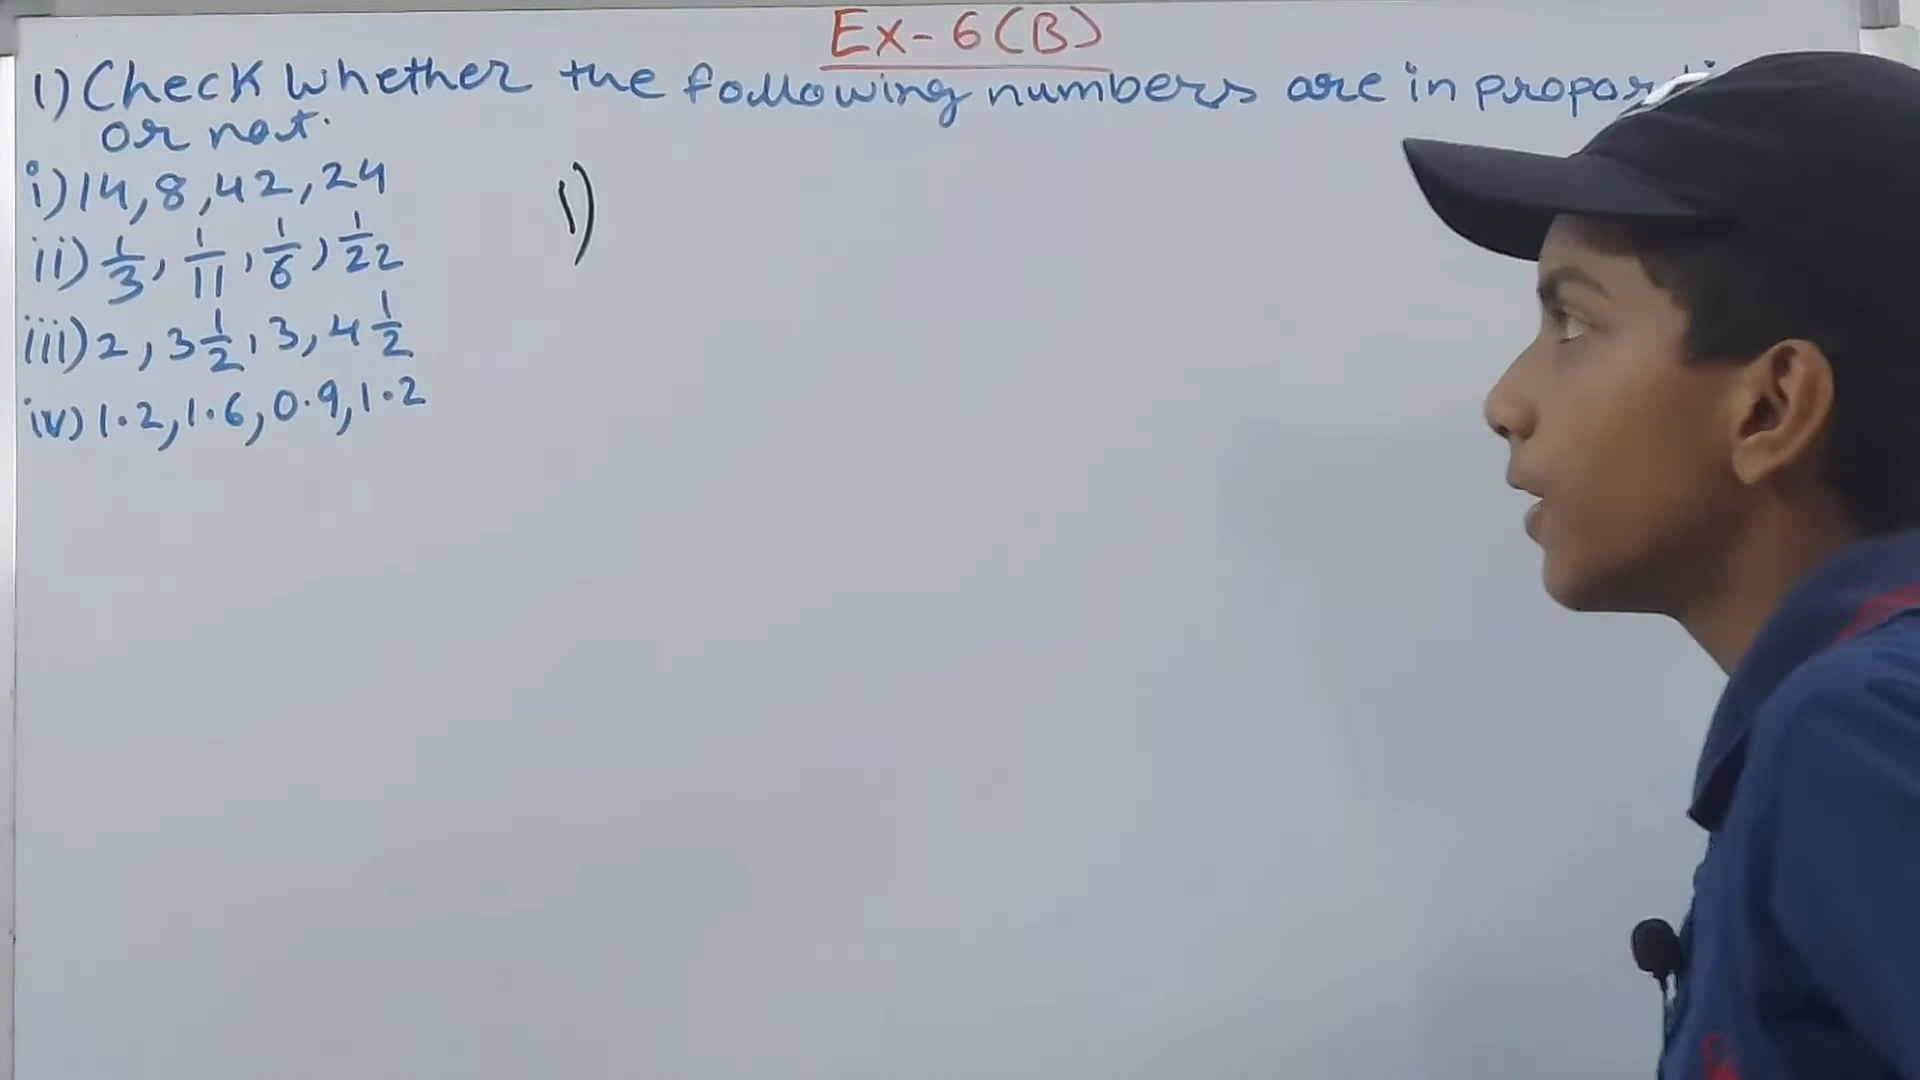 Ex-6(B)
1) Check whether the following numbers are in
or not.
i) 14, 8, 42, 24
ii) 1/3, 1/11, 1/6, 1/22
iii) 2, 3 1/2, 3, 4 1/2
iv) 1.2, 1.6, 0.9, 1.2
1)